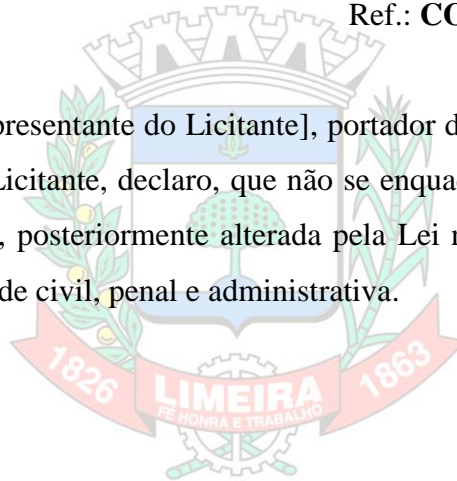 Ref.: CO
presentante do Licitante], portador d
Licitante, declaro, que não se enqua
, posteriormente alterada pela Lei n
de civil, penal e administrativa.
1826 LIMEIRA 1863
FÉ HONRA E TRABALHO